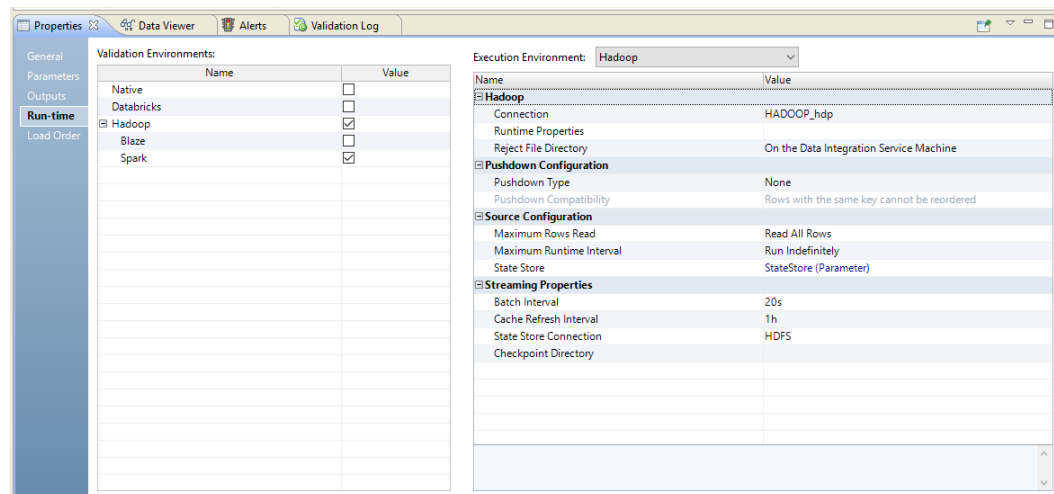 Properties Data Viewer Alerts Validation Log
General
Parameters
Outputs
Run-time
Load Order
Validation Environments:
Name Value
Native
Databricks
Hadoop
Blaze
Spark
Execution Environment: Hadoop
Name Value
Hadoop
Connection HADOOP_hdp
Runtime Properties
Reject File Directory On the Data Integration Service Machine
Pushdown Configuration
Pushdown Type None
Pushdown Compatibility Rows with the same key cannot be reordered
Source Configuration
Maximum Rows Read Read All Rows
Maximum Runtime Interval Run Indefinitely
State Store StateStore (Parameter)
Streaming Properties
Batch Interval 20s
Cache Refresh Interval 1h
State Store Connection HDFS
Checkpoint Directory